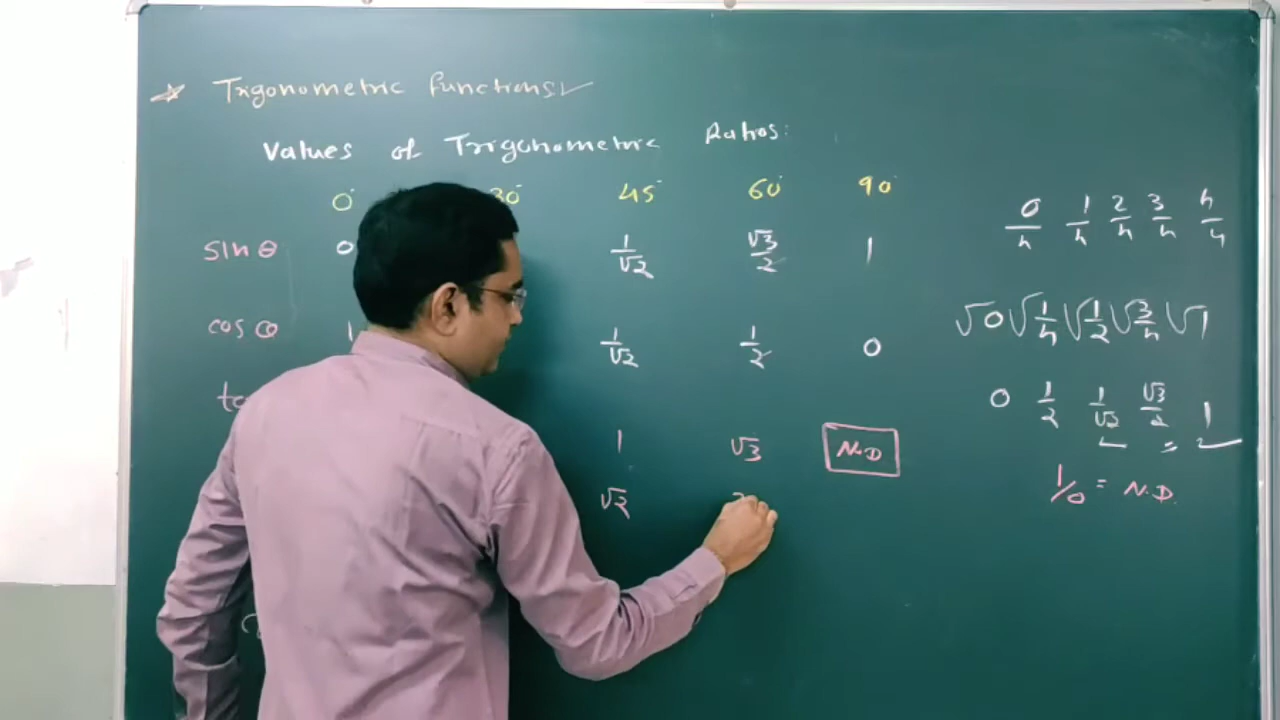 * Trigonometric functions ✓
Values of Trigonometric Ratios:
0° 30° 45° 60° 90°
sin θ 0 1/√2 √3/2 1
cos θ 1 1/√2 1/2 0
1 √3 N.D
√2
0/4 1/4 2/4 3/4 4/4
√0 √1/4 √1/2 √3/4 √1
0 1/2 1/√2 √3/2 1
1/0 = N.D.